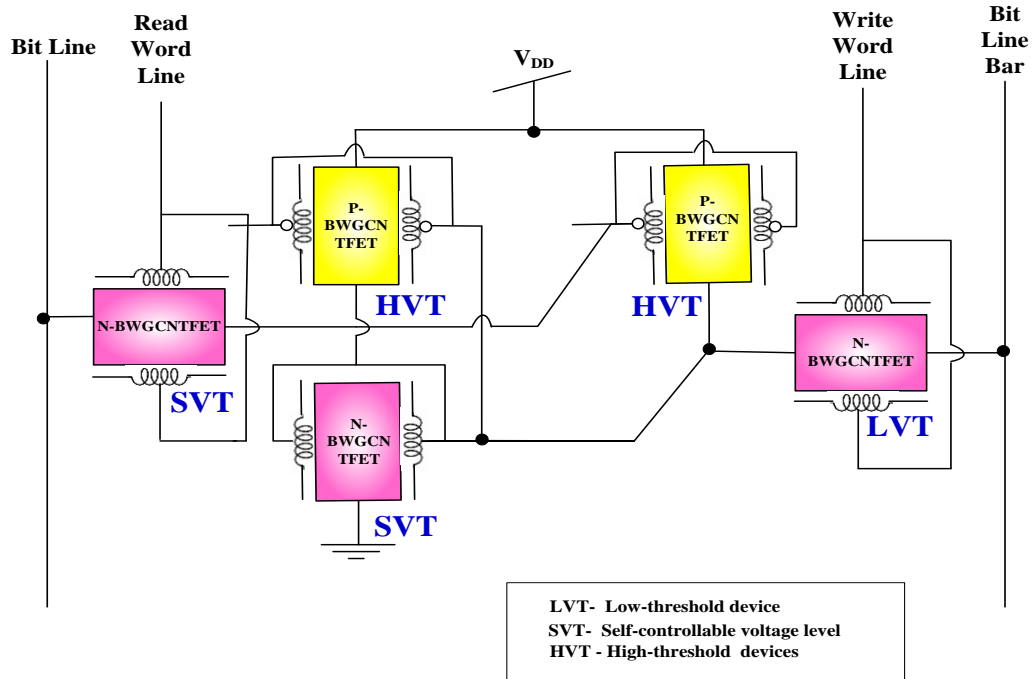 Bit Line
Read
Word
Line
V_DD
Write
Word
Line
Bit
Line
Bar
P-
BWGCN
TFET
HVT
P-
BWGCN
TFET
HVT
N-BWGCNTFET
SVT
N-
BWGCN
TFET
SVT
N-
BWGCNTFET
LVT
LVT- Low-threshold device
SVT- Self-controllable voltage level
HVT - High-threshold devices